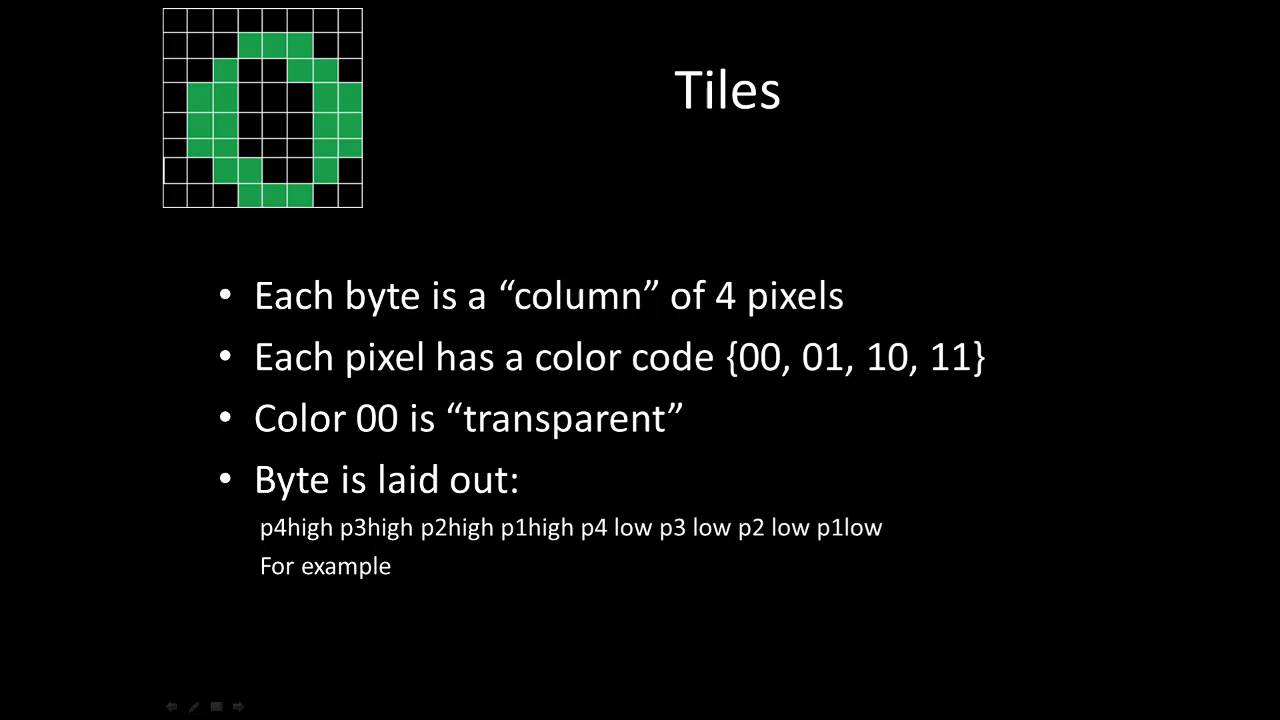 Tiles
• Each byte is a “column” of 4 pixels
• Each pixel has a color code {00, 01, 10, 11}
• Color 00 is “transparent”
• Byte is laid out:
p4high p3high p2high p1high p4 low p3 low p2 low p1low
For example